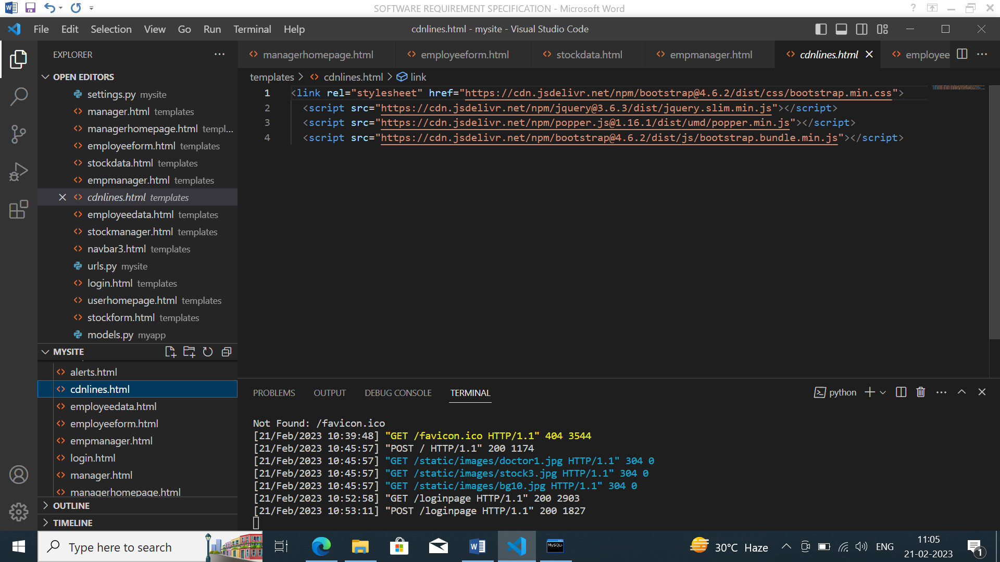 SOFTWARE REQUIREMENT SPECIFICATION - Microsoft Word
File Edit Selection View Go Run Terminal Help
cdnlines.html - mysite - Visual Studio Code
EXPLORER
managerhomepage.html employeeform.html stockdata.html empmanager.html cdnlines.html employee
OPEN EDITORS
settings.py mysite
manager.html templates
managerhomepage.html templ...
employeeform.html templates
stockdata.html templates
empmanager.html templates
cdnlines.html templates
employeedata.html templates
stockmanager.html templates
navbar3.html templates
urls.py mysite
login.html templates
userhomepage.html templates
stockform.html templates
models.py myapp
MYSITE
alerts.html
cdnlines.html
employeedata.html
employeeform.html
empmanager.html
login.html
manager.html
managerhomepage.html
OUTLINE
TIMELINE
templates > cdnlines.html > link
1 <link rel="stylesheet" href="https://cdn.jsdelivr.net/npm/bootstrap@4.6.2/dist/css/bootstrap.min.css">
2 <script src="https://cdn.jsdelivr.net/npm/jquery@3.6.3/dist/jquery.slim.min.js"></script>
3 <script src="https://cdn.jsdelivr.net/npm/popper.js@1.16.1/dist/umd/popper.min.js"></script>
4 <script src="https://cdn.jsdelivr.net/npm/bootstrap@4.6.2/dist/js/bootstrap.bundle.min.js"></script>
PROBLEMS OUTPUT DEBUG CONSOLE TERMINAL
python
Not Found: /favicon.ico
[21/Feb/2023 10:39:48] "GET /favicon.ico HTTP/1.1" 404 3544
[21/Feb/2023 10:45:57] "POST / HTTP/1.1" 200 1174
[21/Feb/2023 10:45:57] "GET /static/images/doctor1.jpg HTTP/1.1" 304 0
[21/Feb/2023 10:45:57] "GET /static/images/stock3.jpg HTTP/1.1" 304 0
[21/Feb/2023 10:45:57] "GET /static/images/bg10.jpg HTTP/1.1" 304 0
[21/Feb/2023 10:52:58] "GET /loginpage HTTP/1.1" 200 2903
[21/Feb/2023 10:53:11] "POST /loginpage HTTP/1.1" 200 1827
Type here to search
MySQL
30°C Haze
ENG
11:05
21-02-2023
1